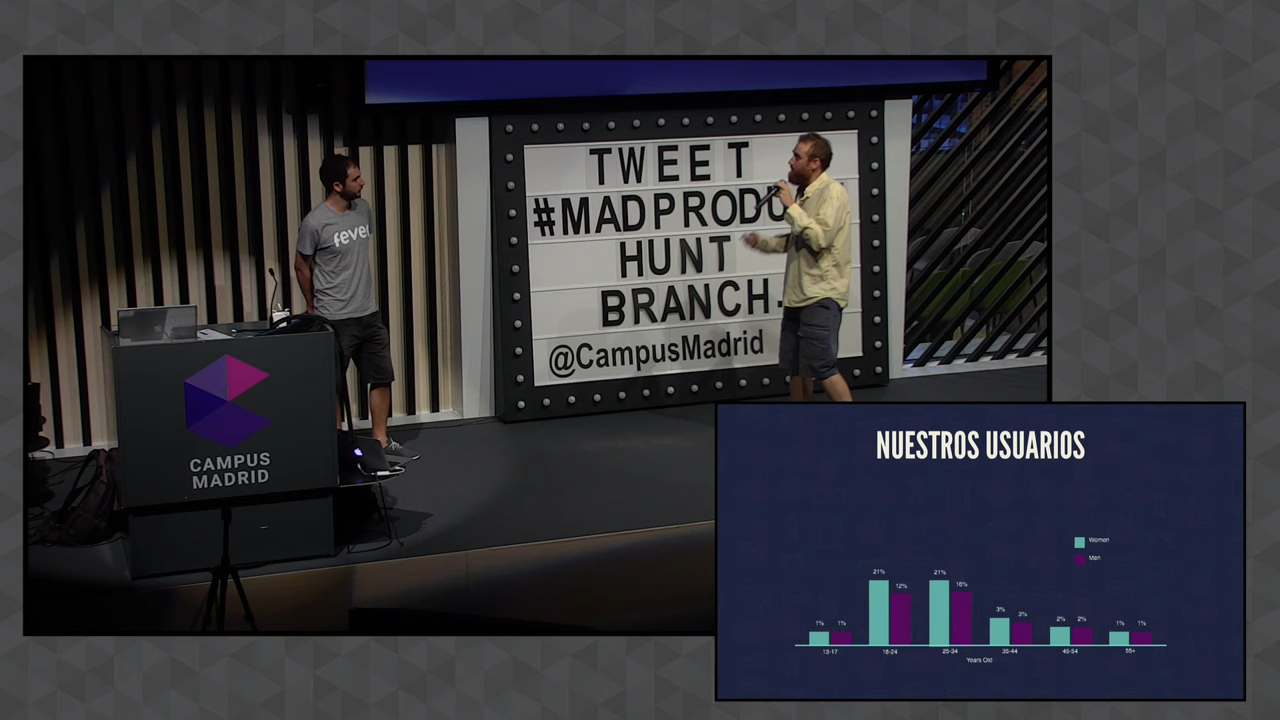 TWEET
#MADPRODU
HUNT
BRANCH.
@CampusMadrid
fever
CAMPUS
MADRID
NUESTROS USUARIOS
Women
Men
21%
12%
21%
16%
3%
3%
1%
1%
2%
2%
1%
1%
13-17
18-24
25-34
35-44
45-54
55+
Years Old